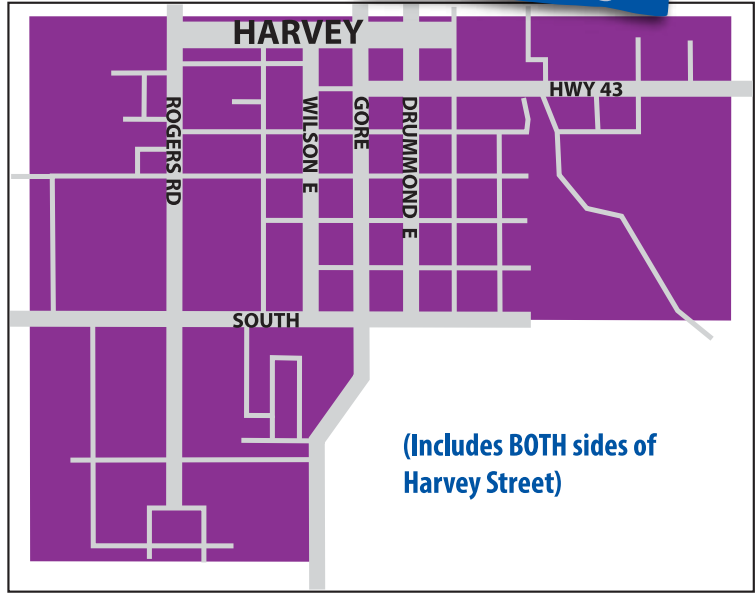 HARVEY
HWY 43
ROGERS RD
WILSON E
GORE
DRUMMOND E
SOUTH
(Includes BOTH sides of
Harvey Street)